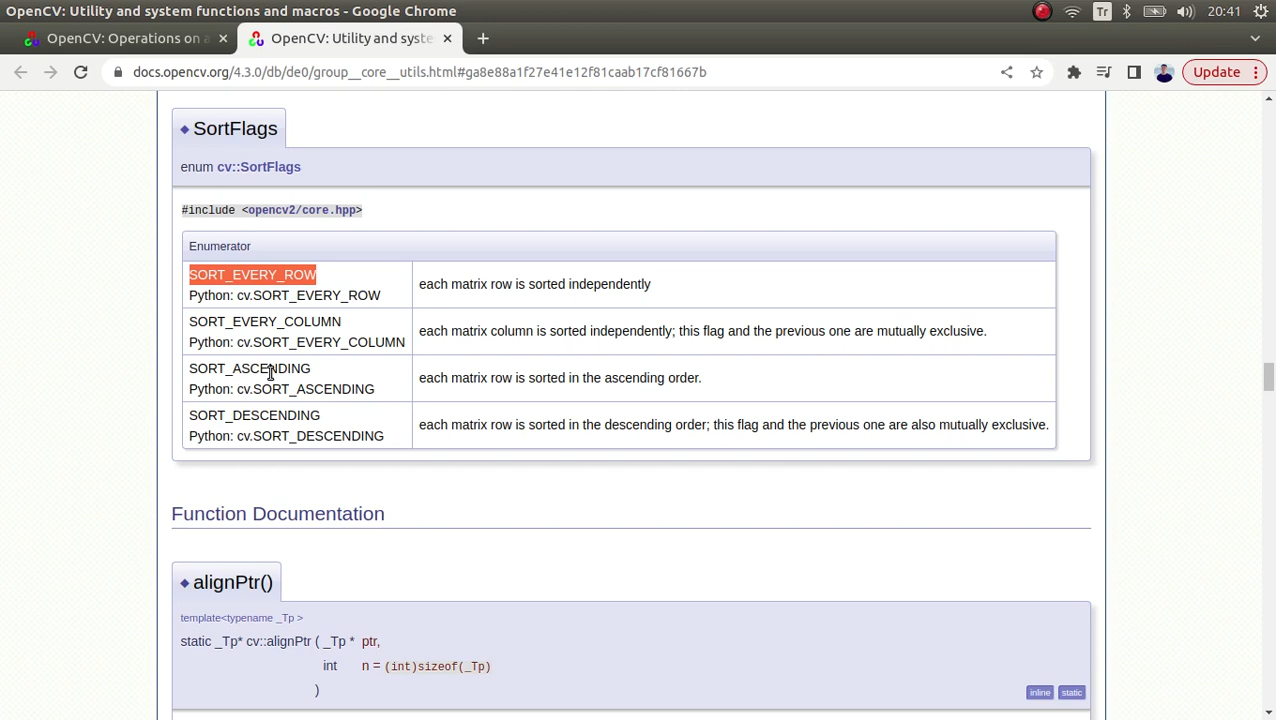 OpenCV: Utility and system functions and macros - Google Chrome
Tr
20:41
OpenCV: Operations on a
OpenCV: Utility and syste
docs.opencv.org/4.3.0/db/de0/group__core__utils.html#ga8e88a1f27e41e12f81caab17cf81667b
Update
SortFlags
enum cv::SortFlags
#include <opencv2/core.hpp>
Enumerator
SORT_EVERY_ROW
Python: cv.SORT_EVERY_ROW
each matrix row is sorted independently
SORT_EVERY_COLUMN
Python: cv.SORT_EVERY_COLUMN
each matrix column is sorted independently; this flag and the previous one are mutually exclusive.
SORT_ASCENDING
Python: cv.SORT_ASCENDING
each matrix row is sorted in the ascending order.
SORT_DESCENDING
Python: cv.SORT_DESCENDING
each matrix row is sorted in the descending order; this flag and the previous one are also mutually exclusive.
Function Documentation
alignPtr()
template<typename _Tp >
static _Tp* cv::alignPtr ( _Tp * ptr,
int n = (int)sizeof(_Tp)
)
inline static